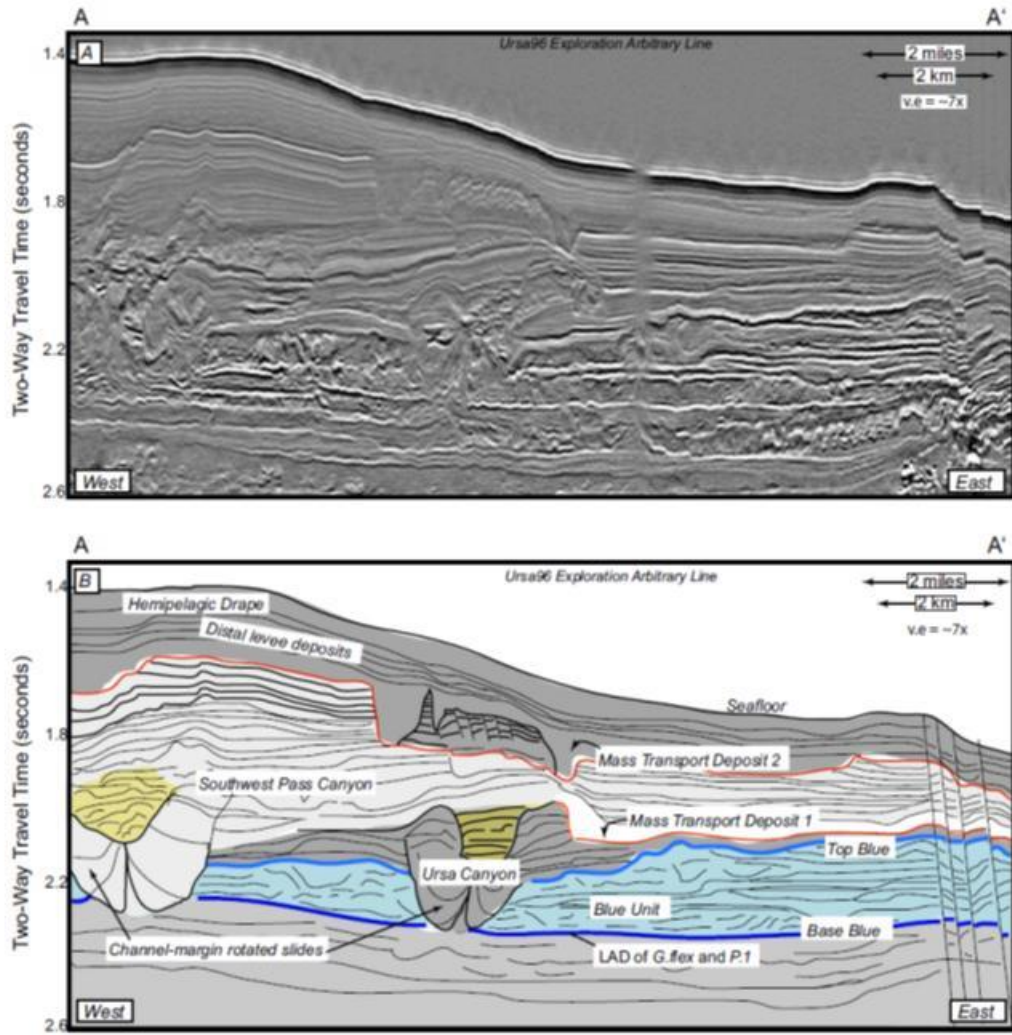 A A'
A Ursa96 Exploration Arbitrary Line
2 miles
2 km
v.e = ~7x
Two-Way Travel Time (seconds)
1.4
1.8
2.2
2.6
West East
A A'
B Ursa96 Exploration Arbitrary Line
2 miles
2 km
v.e = ~7x
Two-Way Travel Time (seconds)
1.4
1.8
2.2
2.6
Hemipelagic Drape
Distal levee deposits
Seafloor
Mass Transport Deposit 2
Southwest Pass Canyon
Mass Transport Deposit 1
Top Blue
Ursa Canyon
Blue Unit
Base Blue
Channel-margin rotated slides
LAD of G.flex and P.1
West East